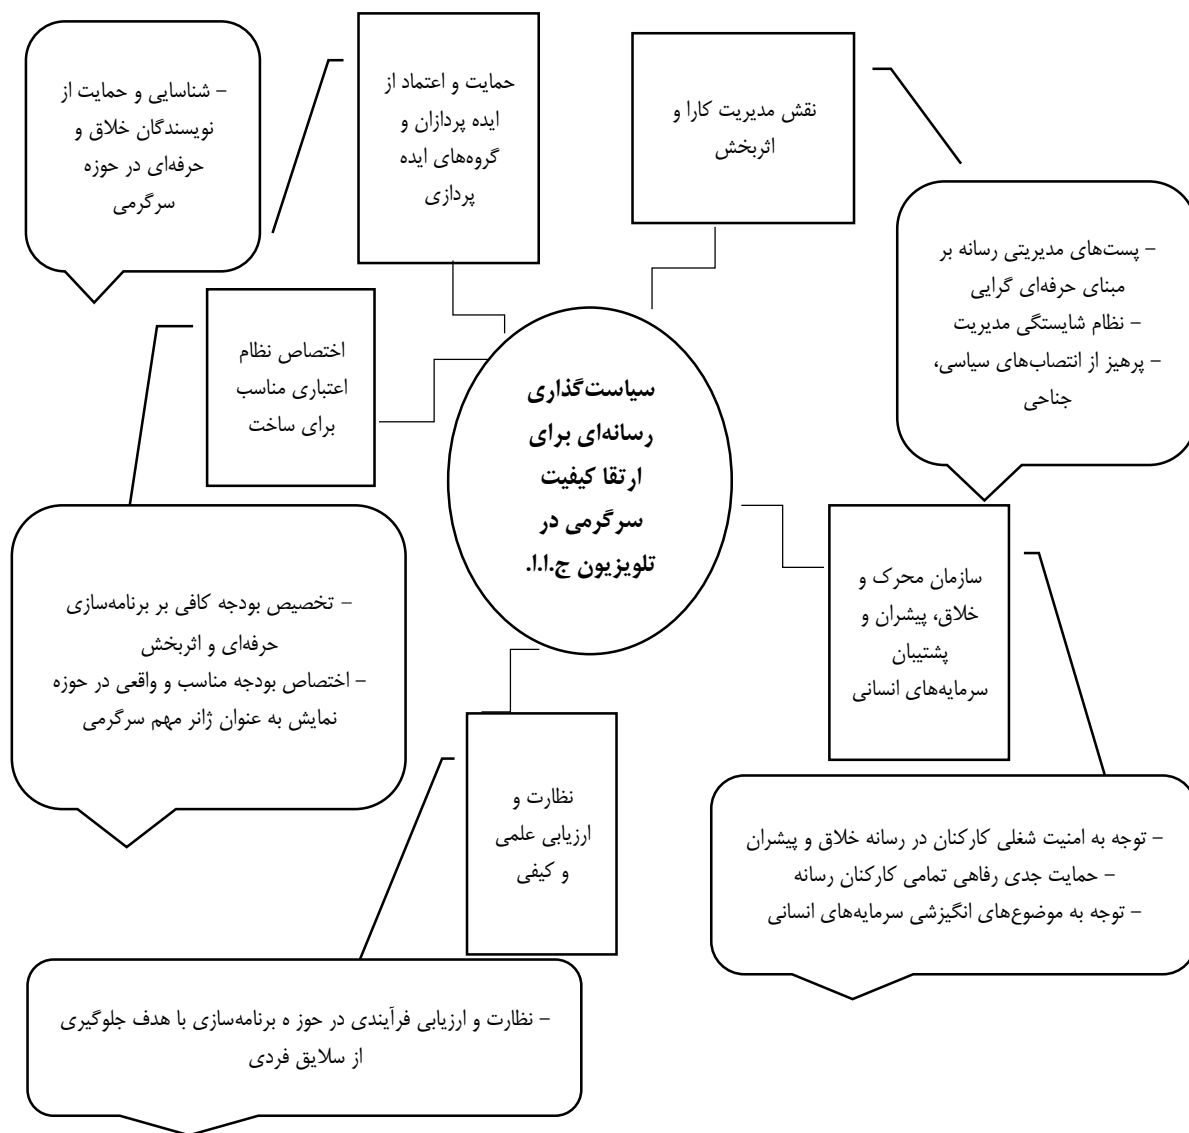 نقش مدیریت کارا و
اثربخش
– پست‌های مدیریتی رسانه بر
مبنای حرفه‌ای گرایی
– نظام شایستگی مدیریت
– پرهیز از انتصاب‌های سیاسی،
جناحی
حمایت و اعتماد از
ایده پردازان و
گروه‌های ایده
پردازی
– شناسایی و حمایت از
نویسندگان خلاق و
حرفه‌ای در حوزه
سرگرمی
اختصاص نظام
اعتباری مناسب
برای ساخت
– تخصیص بودجه کافی بر برنامه‌سازی
حرفه‌ای و اثربخش
– اختصاص بودجه مناسب و واقعی در حوزه
نمایش به عنوان ژانر مهم سرگرمی
سیاست‌گذاری
رسانه‌ای برای
ارتقا کیفیت
سرگرمی در
تلویزیون ج.ا.ا.
سازمان محرک و
خلاق، پیشران و
پشتیبان
سرمایه‌های انسانی
– توجه به امنیت شغلی کارکنان در رسانه خلاق و پیشران
– حمایت جدی رفاهی تمامی کارکنان رسانه
– توجه به موضوع‌های انگیزشی سرمایه‌های انسانی
نظارت و
ارزیابی علمی
و کیفی
– نظارت و ارزیابی فرآیندی در حوز ه برنامه‌سازی با هدف جلوگیری
از سلایق فردی